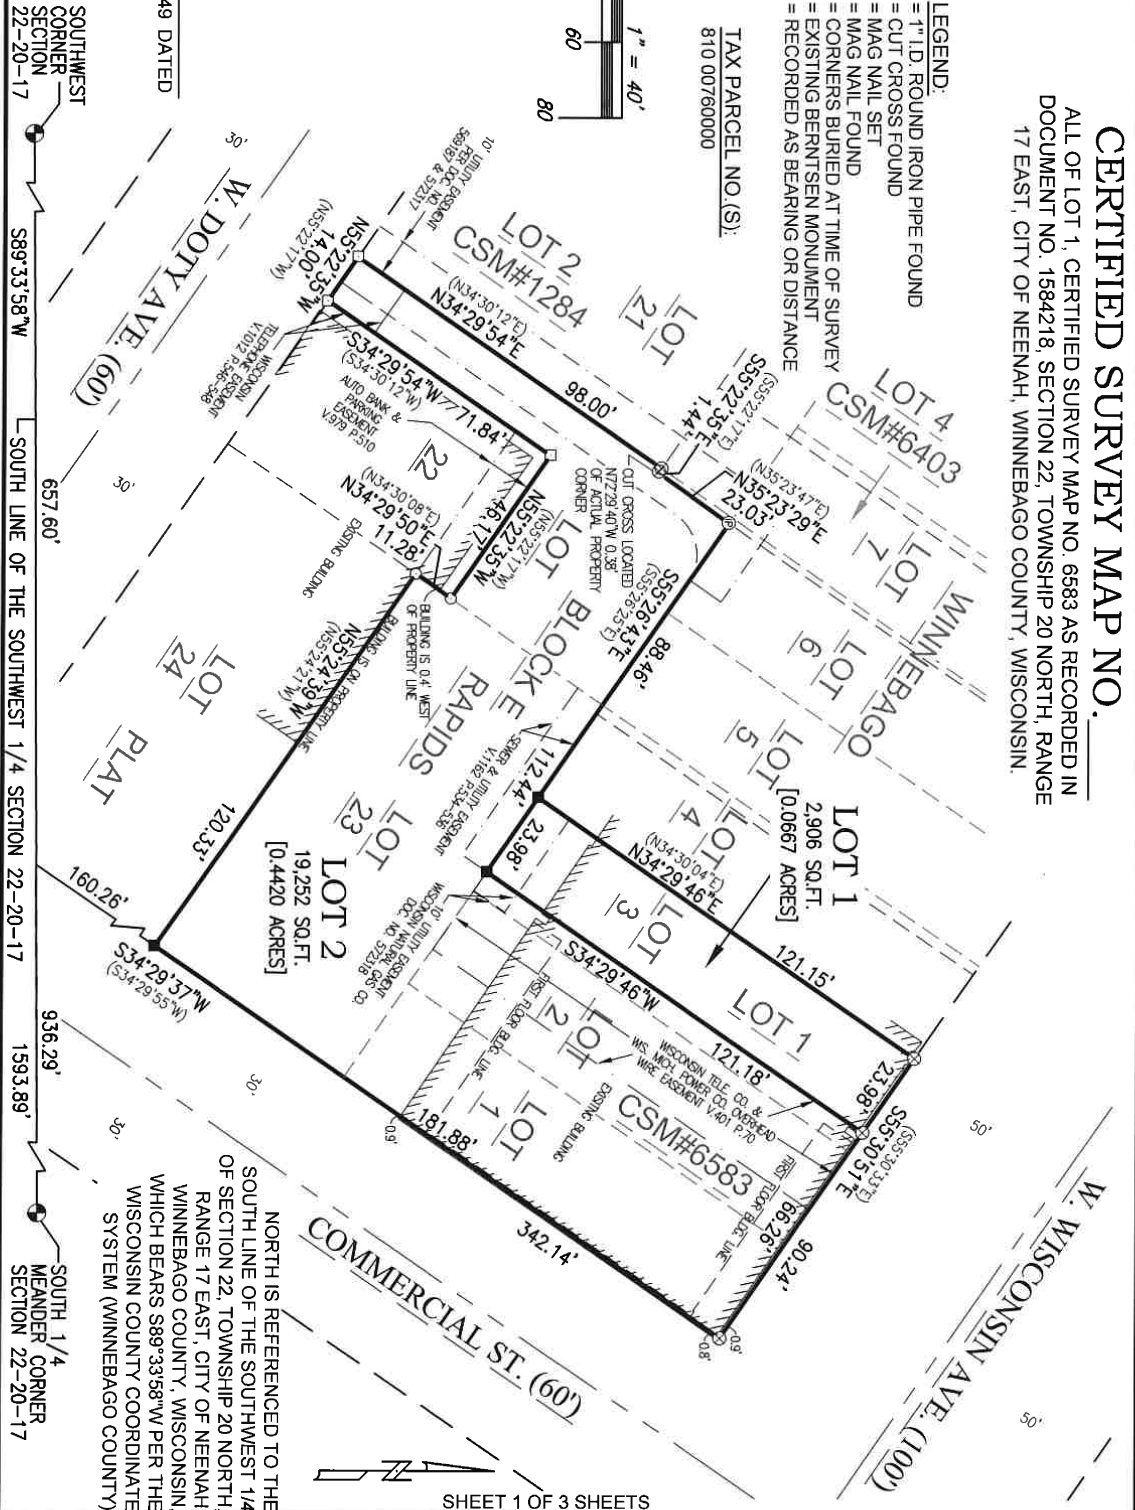 CERTIFIED SURVEY MAP NO.
ALL OF LOT 1, CERTIFIED SURVEY MAP NO. 6583 AS RECORDED IN
DOCUMENT NO. 1584218, SECTION 22, TOWNSHIP 20 NORTH, RANGE
17 EAST, CITY OF NEENAH, WINNEBAGO COUNTY, WISCONSIN.
LEGEND:
= 1" I.D. ROUND IRON PIPE FOUND
= CUT CROSS FOUND
= MAG NAIL SET
= MAG NAIL FOUND
= CORNERS BURIED AT TIME OF SURVEY
= EXISTING BERNTSEN MONUMENT
= RECORDED AS BEARING OR DISTANCE
TAX PARCEL NO.(S):
810 00760000
1" = 40'
60
80
49 DATED
LOT 4
CSM#6403
WINNEBAGO
LOT
7
LOT
6
LOT
5
LOT
4
LOT
3
LOT
2
LOT
1
LOT
21
LOT 2
CSM#1284
(S55°22'17"E)
S55°22'35"E
1.44'
(N35°23'47"E)
N35°23'29"E
23.03'
(N34°30'12"E)
N34°29'54"E
98.00'
10' UTILITY EASEMENT
PER DOC. NO.
569187 & 572317
N55°22'35"W
14.00'
(N55°22'17"W)
S34°29'54"W
71.84'
(S34°30'12"W)
AUTO BANK &
PARKING
EASEMENT
V.979 P.510
22
WISCONSIN
TELEPHONE EASEMENT
V.1012 P.546-548
W. DOTY AVE. (60')
30'
30'
CUT CROSS LOCATED
N72°29'40"W 0.38'
OF ACTUAL PROPERTY
CORNER
N55°22'35"W
46.17'
(N55°22'17"W)
(N34°30'08"E)
N34°29'50"E
11.28'
EXISTING BUILDING
BUILDING IS 0.4' WEST
OF PROPERTY LINE
BUILDING IS ON PROPERTY LINE
N55°24'39"W
(N55°24'21"W)
120.33'
LOT
BLOCK E
RAPIDS
LOT
24
PLAT
LOT
23
S55°26'43"E
(S55°26'25"E)
88.46'
112.44'
23.98'
SEWER & UTILITY EASEMENT
V.1162 P.534-536
LOT 1
2,906 SQ.FT.
[0.0667 ACRES]
(N34°30'04"E)
N34°29'46"E
121.15'
LOT 1
S34°29'46"W
121.18'
WISCONSIN TELE. CO. &
WIS. MICH. POWER CO. OVERHEAD
WIRE EASEMENT V.401 P.70
CSM#6583
FIRST FLOOR BLDG. LINE
FIRST FLOOR BLDG. LINE
EXISTING BUILDING
23.98'
(S55°30'33"E)
S55°30'51"E
66.26'
90.24'
0.9'
0.8'
0.9'
10' UTILITY EASEMENT
WISCONSIN NATURAL GAS CO.
DOC. NO. 572318
LOT 2
19,252 SQ.FT.
[0.4420 ACRES]
181.88'
342.14'
160.26'
S34°29'37"W
(S34°29'55"W)
W. WISCONSIN AVE. (100')
50'
50'
COMMERCIAL ST. (60')
30'
30'
SOUTHWEST
CORNER
SECTION
22-20-17
S89°33'58"W
657.60'
SOUTH LINE OF THE SOUTHWEST 1/4 SECTION 22-20-17
936.29'
1593.89'
SOUTH 1/4
MEANDER CORNER
SECTION 22-20-17
NORTH IS REFERENCED TO THE
SOUTH LINE OF THE SOUTHWEST 1/4
OF SECTION 22, TOWNSHIP 20 NORTH,
RANGE 17 EAST, CITY OF NEENAH
WINNEBAGO COUNTY, WISCONSIN,
WHICH BEARS S89°33'58"W PER THE
WISCONSIN COUNTY COORDINATE
SYSTEM (WINNEBAGO COUNTY)
SHEET 1 OF 3 SHEETS